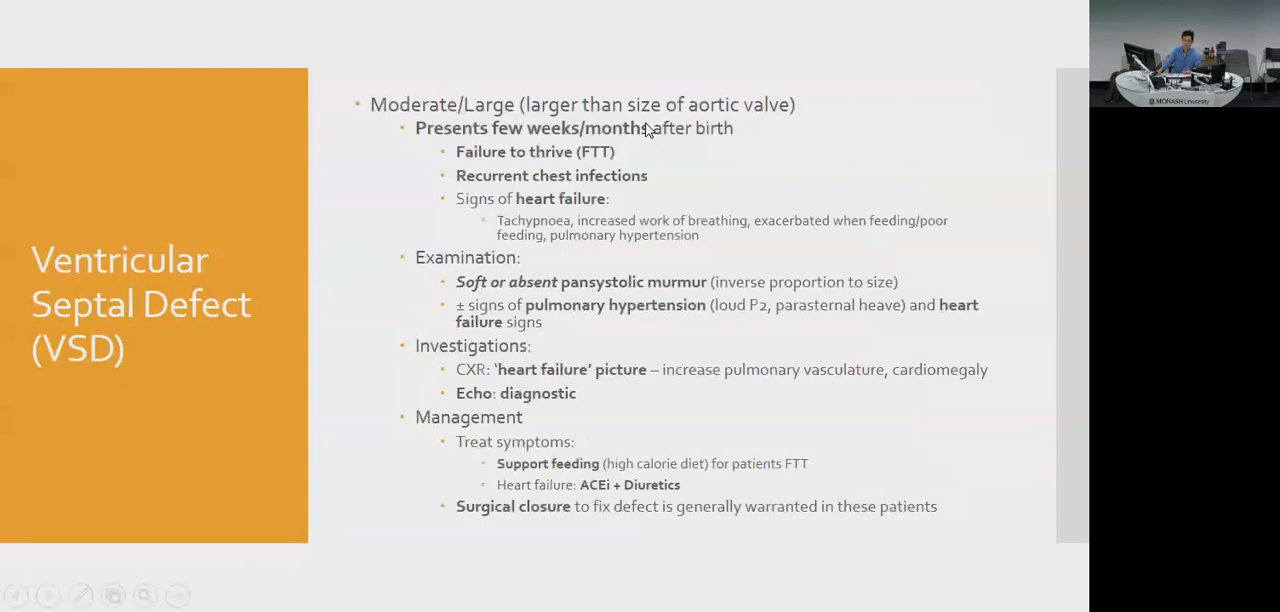 Ventricular
Septal Defect
(VSD)
Moderate/Large (larger than size of aortic valve)
Presents few weeks/months after birth
Failure to thrive (FTT)
Recurrent chest infections
Signs of heart failure:
Tachypnoea, increased work of breathing, exacerbated when feeding/poor
feeding, pulmonary hypertension
Examination:
Soft or absent pansystolic murmur (inverse proportion to size)
± signs of pulmonary hypertension (loud P2, parasternal heave) and heart
failure signs
Investigations:
CXR: ‘heart failure’ picture – increase pulmonary vasculature, cardiomegaly
Echo: diagnostic
Management
Treat symptoms:
Support feeding (high calorie diet) for patients FTT
Heart failure: ACEi + Diuretics
Surgical closure to fix defect is generally warranted in these patients
MONASH University